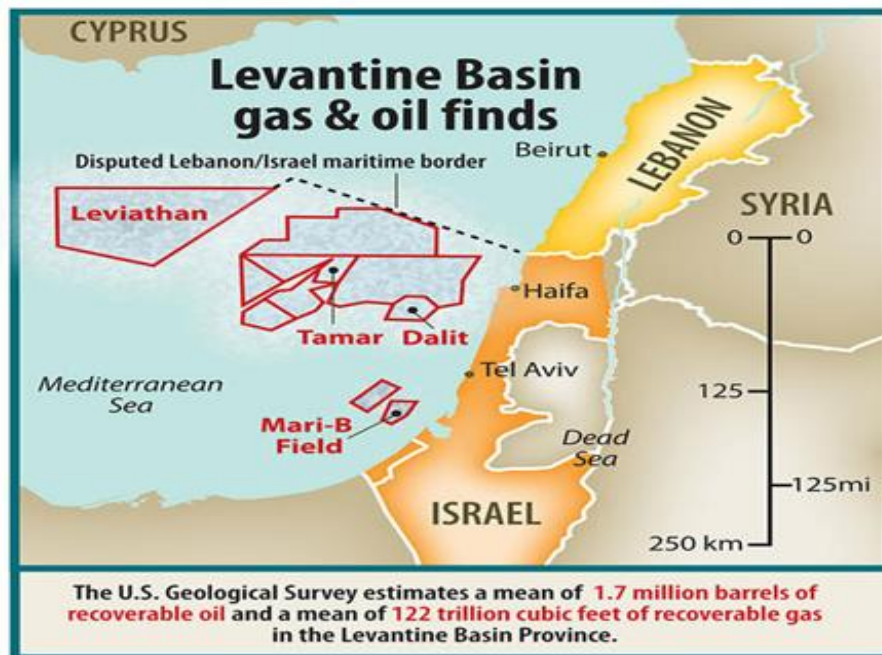 CYPRUS
Levantine Basin
gas & oil finds
Disputed Lebanon/Israel maritime border
Beirut
LEBANON
Leviathan
SYRIA
0 0
Haifa
Tamar Dalit
Mediterranean
Sea
Tel Aviv
125
Mari-B
Field
Dead
Sea
125mi
ISRAEL
250 km
The U.S. Geological Survey estimates a mean of 1.7 million barrels of
recoverable oil and a mean of 122 trillion cubic feet of recoverable gas
in the Levantine Basin Province.